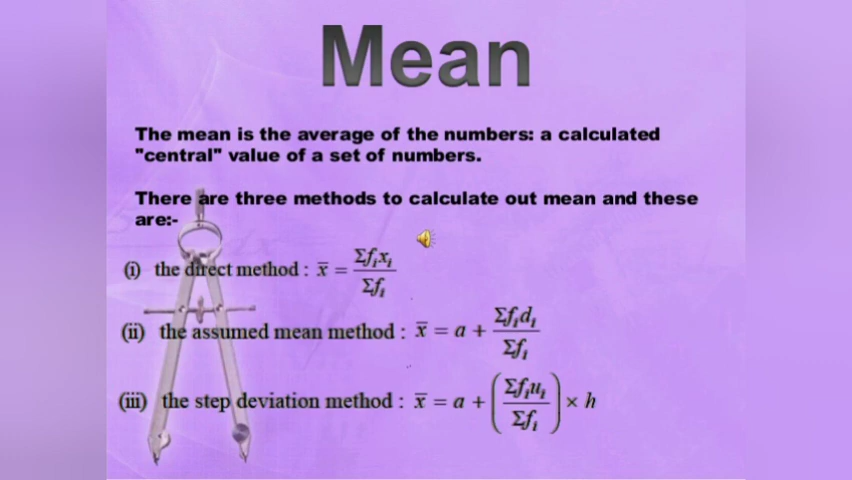 Mean
The mean is the average of the numbers: a calculated
"central" value of a set of numbers.
There are three methods to calculate out mean and these
are:-
(i) the direct method : x̄ = Σfᵢxᵢ / Σfᵢ
(ii) the assumed mean method : x̄ = a + Σfᵢdᵢ / Σfᵢ
(iii) the step deviation method : x̄ = a + (Σfᵢuᵢ / Σfᵢ) × h